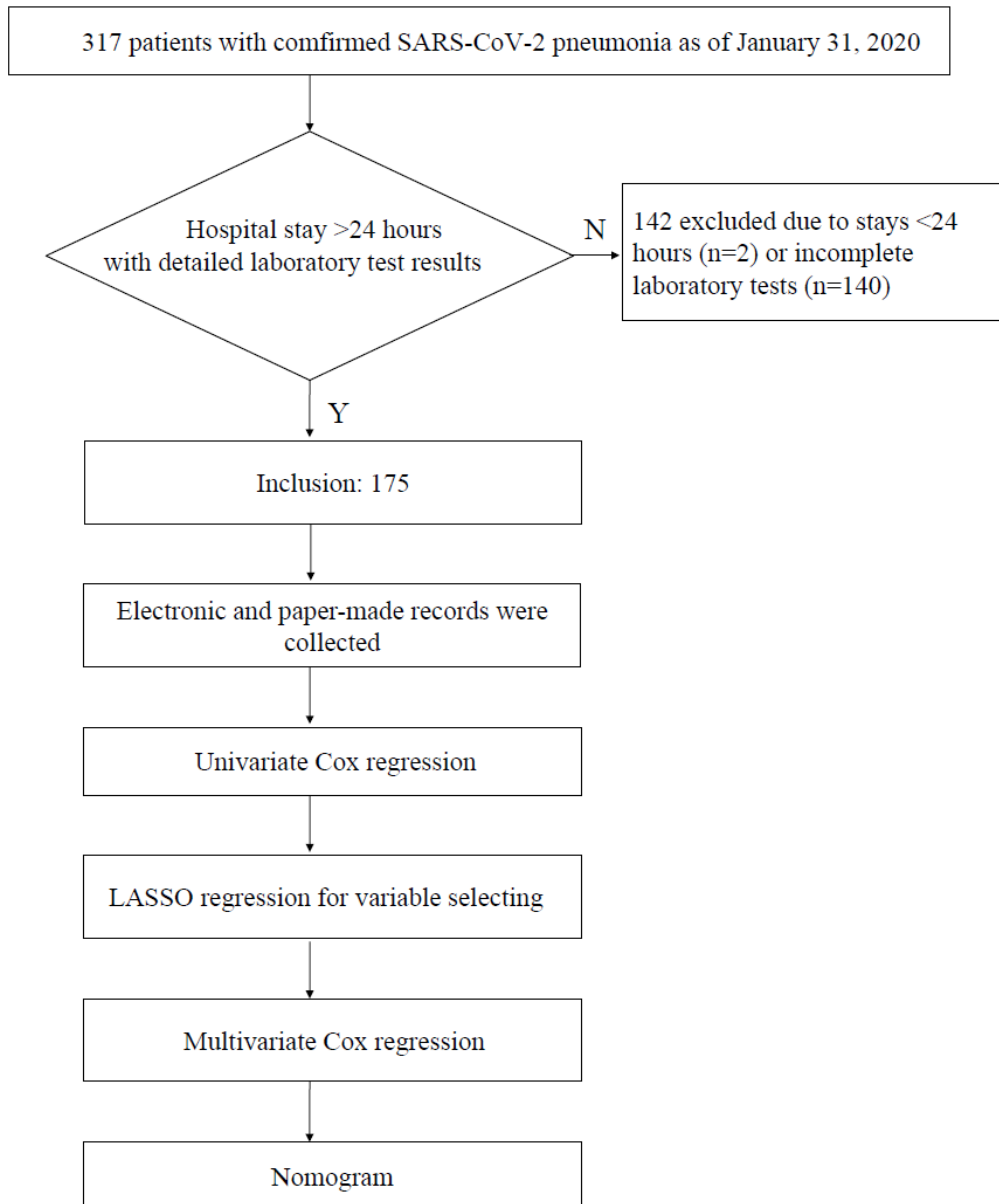 317 patients with comfirmed SARS-CoV-2 pneumonia as of January 31, 2020
Hospital stay >24 hours
with detailed laboratory test results
N
142 excluded due to stays <24
hours (n=2) or incomplete
laboratory tests (n=140)
Y
Inclusion: 175
Electronic and paper-made records were
collected
Univariate Cox regression
LASSO regression for variable selecting
Multivariate Cox regression
Nomogram